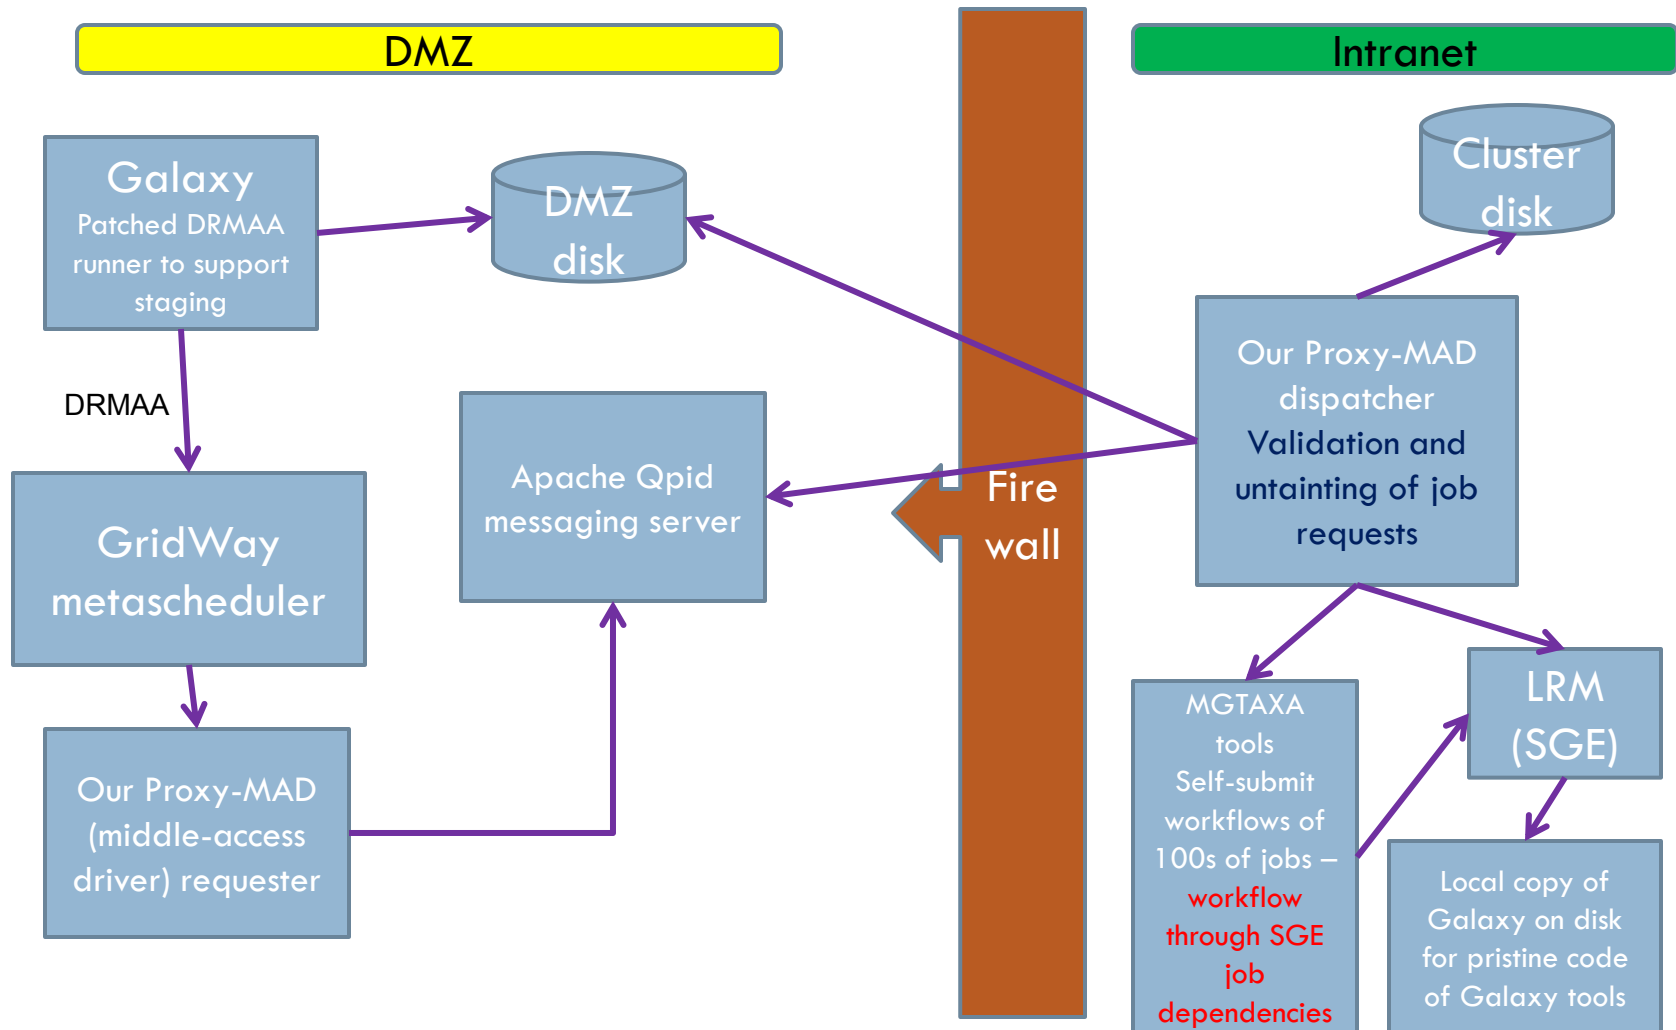 DMZ
Intranet
Galaxy
Patched DRMAA
runner to support
staging
DMZ
disk
Cluster
disk
DRMAA
Our Proxy-MAD
dispatcher
Validation and
untainting of job
requests
Apache Qpid
messaging server
Fire
wall
GridWay
metascheduler
Our Proxy-MAD
(middle-access
driver) requester
MGTAXA
tools
Self-submit
workflows of
100s of jobs –
workflow
through SGE
job
dependencies
LRM
(SGE)
Local copy of
Galaxy on disk
for pristine code
of Galaxy tools